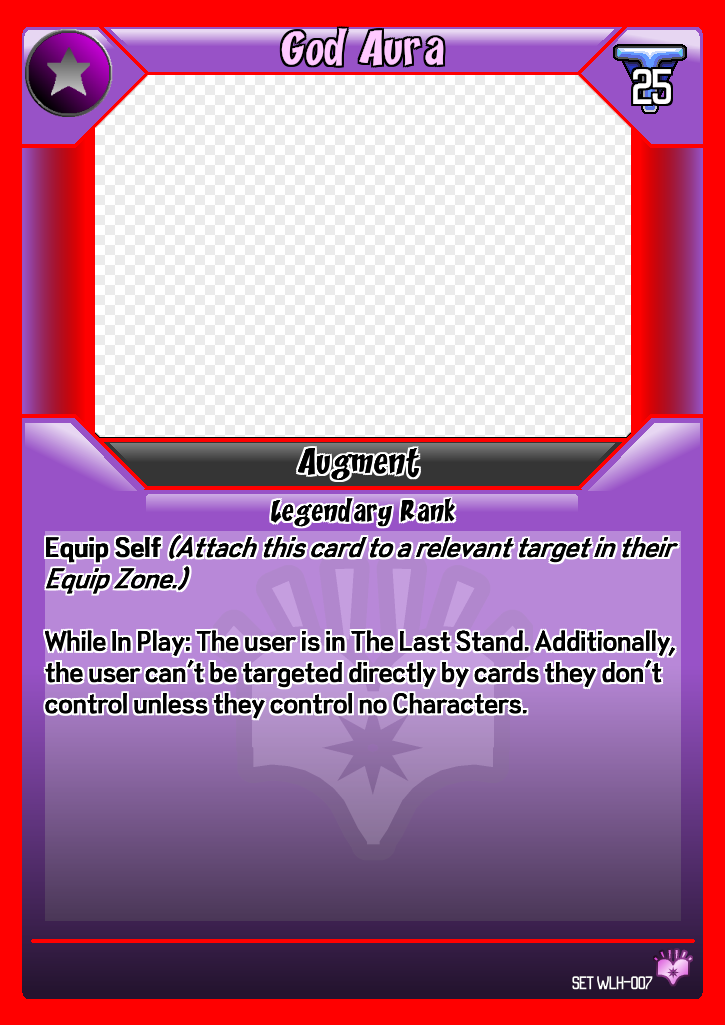 God Aura
25
Augment
Legendary Rank
Equip Self (Attach this card to a relevant target in their
Equip Zone.)
While In Play: The user is in The Last Stand. Additionally,
the user can't be targeted directly by cards they don't
control unless they control no Characters.
SET WLH-007